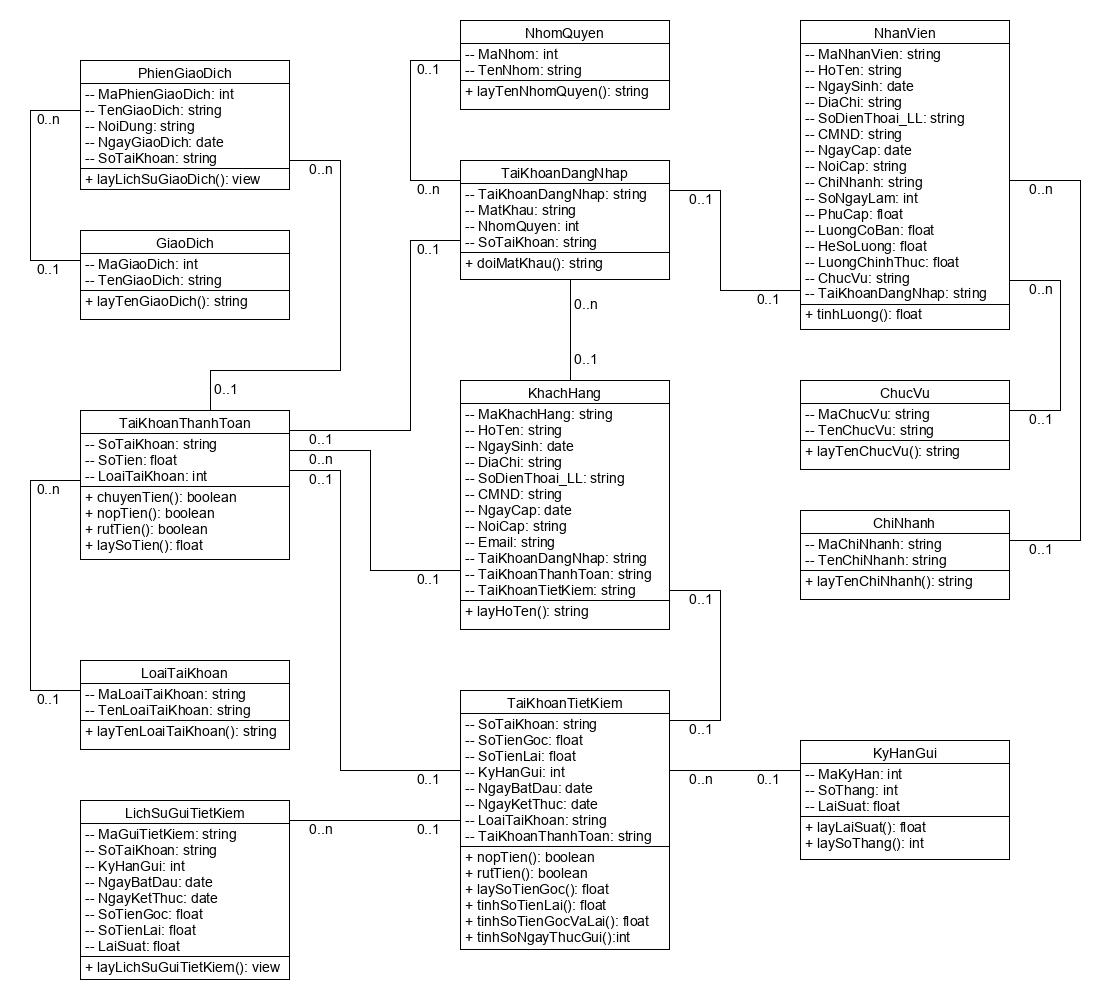 PhienGiaoDich
-- MaPhienGiaoDich: int
-- TenGiaoDich: string
-- NoiDung: string
-- NgayGiaoDich: date
-- SoTaiKhoan: string
+ layLichSuGiaoDich(): view
0..n
0..n
GiaoDich
-- MaGiaoDich: int
-- TenGiaoDich: string
+ layTenGiaoDich(): string
0..1
0..1
TaiKhoanThanhToan
-- SoTaiKhoan: string
-- SoTien: float
-- LoaiTaiKhoan: int
+ chuyenTien(): boolean
+ nopTien(): boolean
+ rutTien(): boolean
+ laySoTien(): float
0..1
0..n
0..1
0..n
LoaiTaiKhoan
-- MaLoaiTaiKhoan: string
-- TenLoaiTaiKhoan: string
+ layTenLoaiTaiKhoan(): string
0..1
LichSuGuiTietKiem
-- MaGuiTietKiem: string
-- SoTaiKhoan: string
-- KyHanGui: int
-- NgayBatDau: date
-- NgayKetThuc: date
-- SoTienGoc: float
-- SoTienLai: float
-- LaiSuat: float
+ layLichSuGuiTietKiem(): view
0..n
NhomQuyen
-- MaNhom: int
-- TenNhom: string
+ layTenNhomQuyen(): string
0..1
TaiKhoanDangNhap
-- TaiKhoanDangNhap: string
-- MatKhau: string
-- NhomQuyen: int
-- SoTaiKhoan: string
+ doiMatKhau(): string
0..n
0..1
0..1
0..n
0..1
KhachHang
-- MaKhachHang: string
-- HoTen: string
-- NgaySinh: date
-- DiaChi: string
-- SoDienThoai_LL: string
-- CMND: string
-- NgayCap: date
-- NoiCap: string
-- Email: string
-- TaiKhoanDangNhap: string
-- TaiKhoanThanhToan: string
-- TaiKhoanTietKiem: string
+ layHoTen(): string
0..1
0..1
TaiKhoanTietKiem
-- SoTaiKhoan: string
-- SoTienGoc: float
-- SoTienLai: float
-- KyHanGui: int
-- NgayBatDau: date
-- NgayKetThuc: date
-- LoaiTaiKhoan: string
-- TaiKhoanThanhToan: string
+ nopTien(): boolean
+ rutTien(): boolean
+ laySoTienGoc(): float
+ tinhSoTienLai(): float
+ tinhSoTienGocVaLai(): float
+ tinhSoNgayThucGui():int
0..1
0..1
0..1
0..n
NhanVien
-- MaNhanVien: string
-- HoTen: string
-- NgaySinh: date
-- DiaChi: string
-- SoDienThoai_LL: string
-- CMND: string
-- NgayCap: date
-- NoiCap: string
-- ChiNhanh: string
-- SoNgayLam: int
-- PhuCap: float
-- LuongCoBan: float
-- HeSoLuong: float
-- LuongChinhThuc: float
-- ChucVu: string
-- TaiKhoanDangNhap: string
+ tinhLuong(): float
0..n
0..n
0..1
ChucVu
-- MaChucVu: string
-- TenChucVu: string
+ layTenChucVu(): string
0..1
ChiNhanh
-- MaChiNhanh: string
-- TenChiNhanh: string
+ layTenChiNhanh(): string
0..1
KyHanGui
-- MaKyHan: int
-- SoThang: int
-- LaiSuat: float
+ layLaiSuat(): float
+ laySoThang(): int
0..1